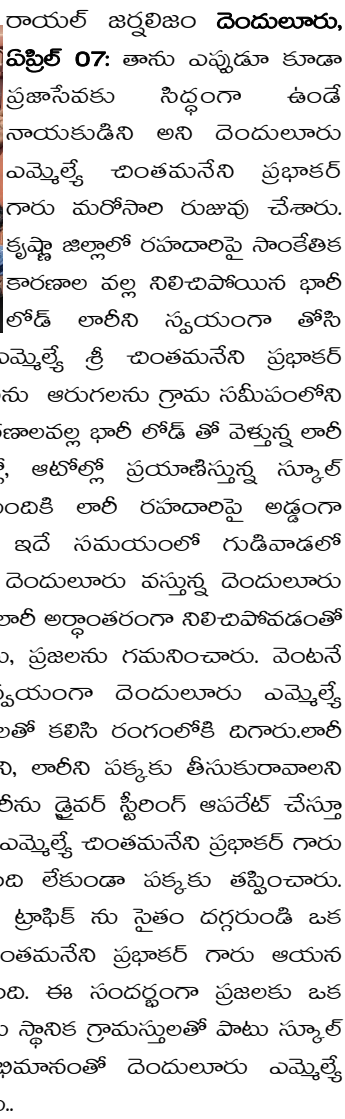 రాయల్ జర్నలిజం దెందులూరు,
ఏప్రిల్ 07: తాను ఎప్పుడూ కూడా
ప్రజాసేవకు సిద్ధంగా ఉండే
నాయకుడిని అని దెందులూరు
ఎమ్మెల్యే చింతమనేని ప్రభాకర్
గారు మరోసారి రుజువు చేశారు.
కృష్ణా జిల్లాలో రహదారిపై సాంకేతిక
కారణాల వల్ల నిలిచిపోయిన భారీ
లోడ్ లారీని స్వయంగా తోసి
ఎమ్మెల్యే శ్రీ చింతమనేని ప్రభాకర్
ను ఆరుగలను గ్రామ సమీపంలోని
ణాలవల్ల భారీ లోడ్ తో వెళ్తున్న లారీ
ఆటోల్లో ప్రయాణిస్తున్న స్కూల్
ందికి లారీ రహదారిపై అడ్డంగా
ఇదే సమయంలో గుడివాడలో
దెందులూరు వస్తున్న దెందులూరు
లారీ అర్ధాంతరంగా నిలిచిపోవడంతో
ప్రజలను గమనించారు. వెంటనే
స్వయంగా దెందులూరు ఎమ్మెల్యే
లతో కలిసి రంగంలోకి దిగారు.లారీ
ని, లారీని పక్కకు తీసుకురావాలని
రీను డ్రైవర్ స్టీరింగ్ ఆపరేట్ చేస్తూ
ఎమ్మెల్యే చింతమనేని ప్రభాకర్ గారు
ది లేకుండా పక్కకు తప్పించారు.
ట్రాఫిక్ ను సైతం దగ్గరుండి ఒక
ంతమనేని ప్రభాకర్ గారు ఆయన
ది. ఈ సందర్భంగా ప్రజలకు ఒక
స్థానిక గ్రామస్తులతో పాటు స్కూల్
భిమానంతో దెందులూరు ఎమ్మెల్యే